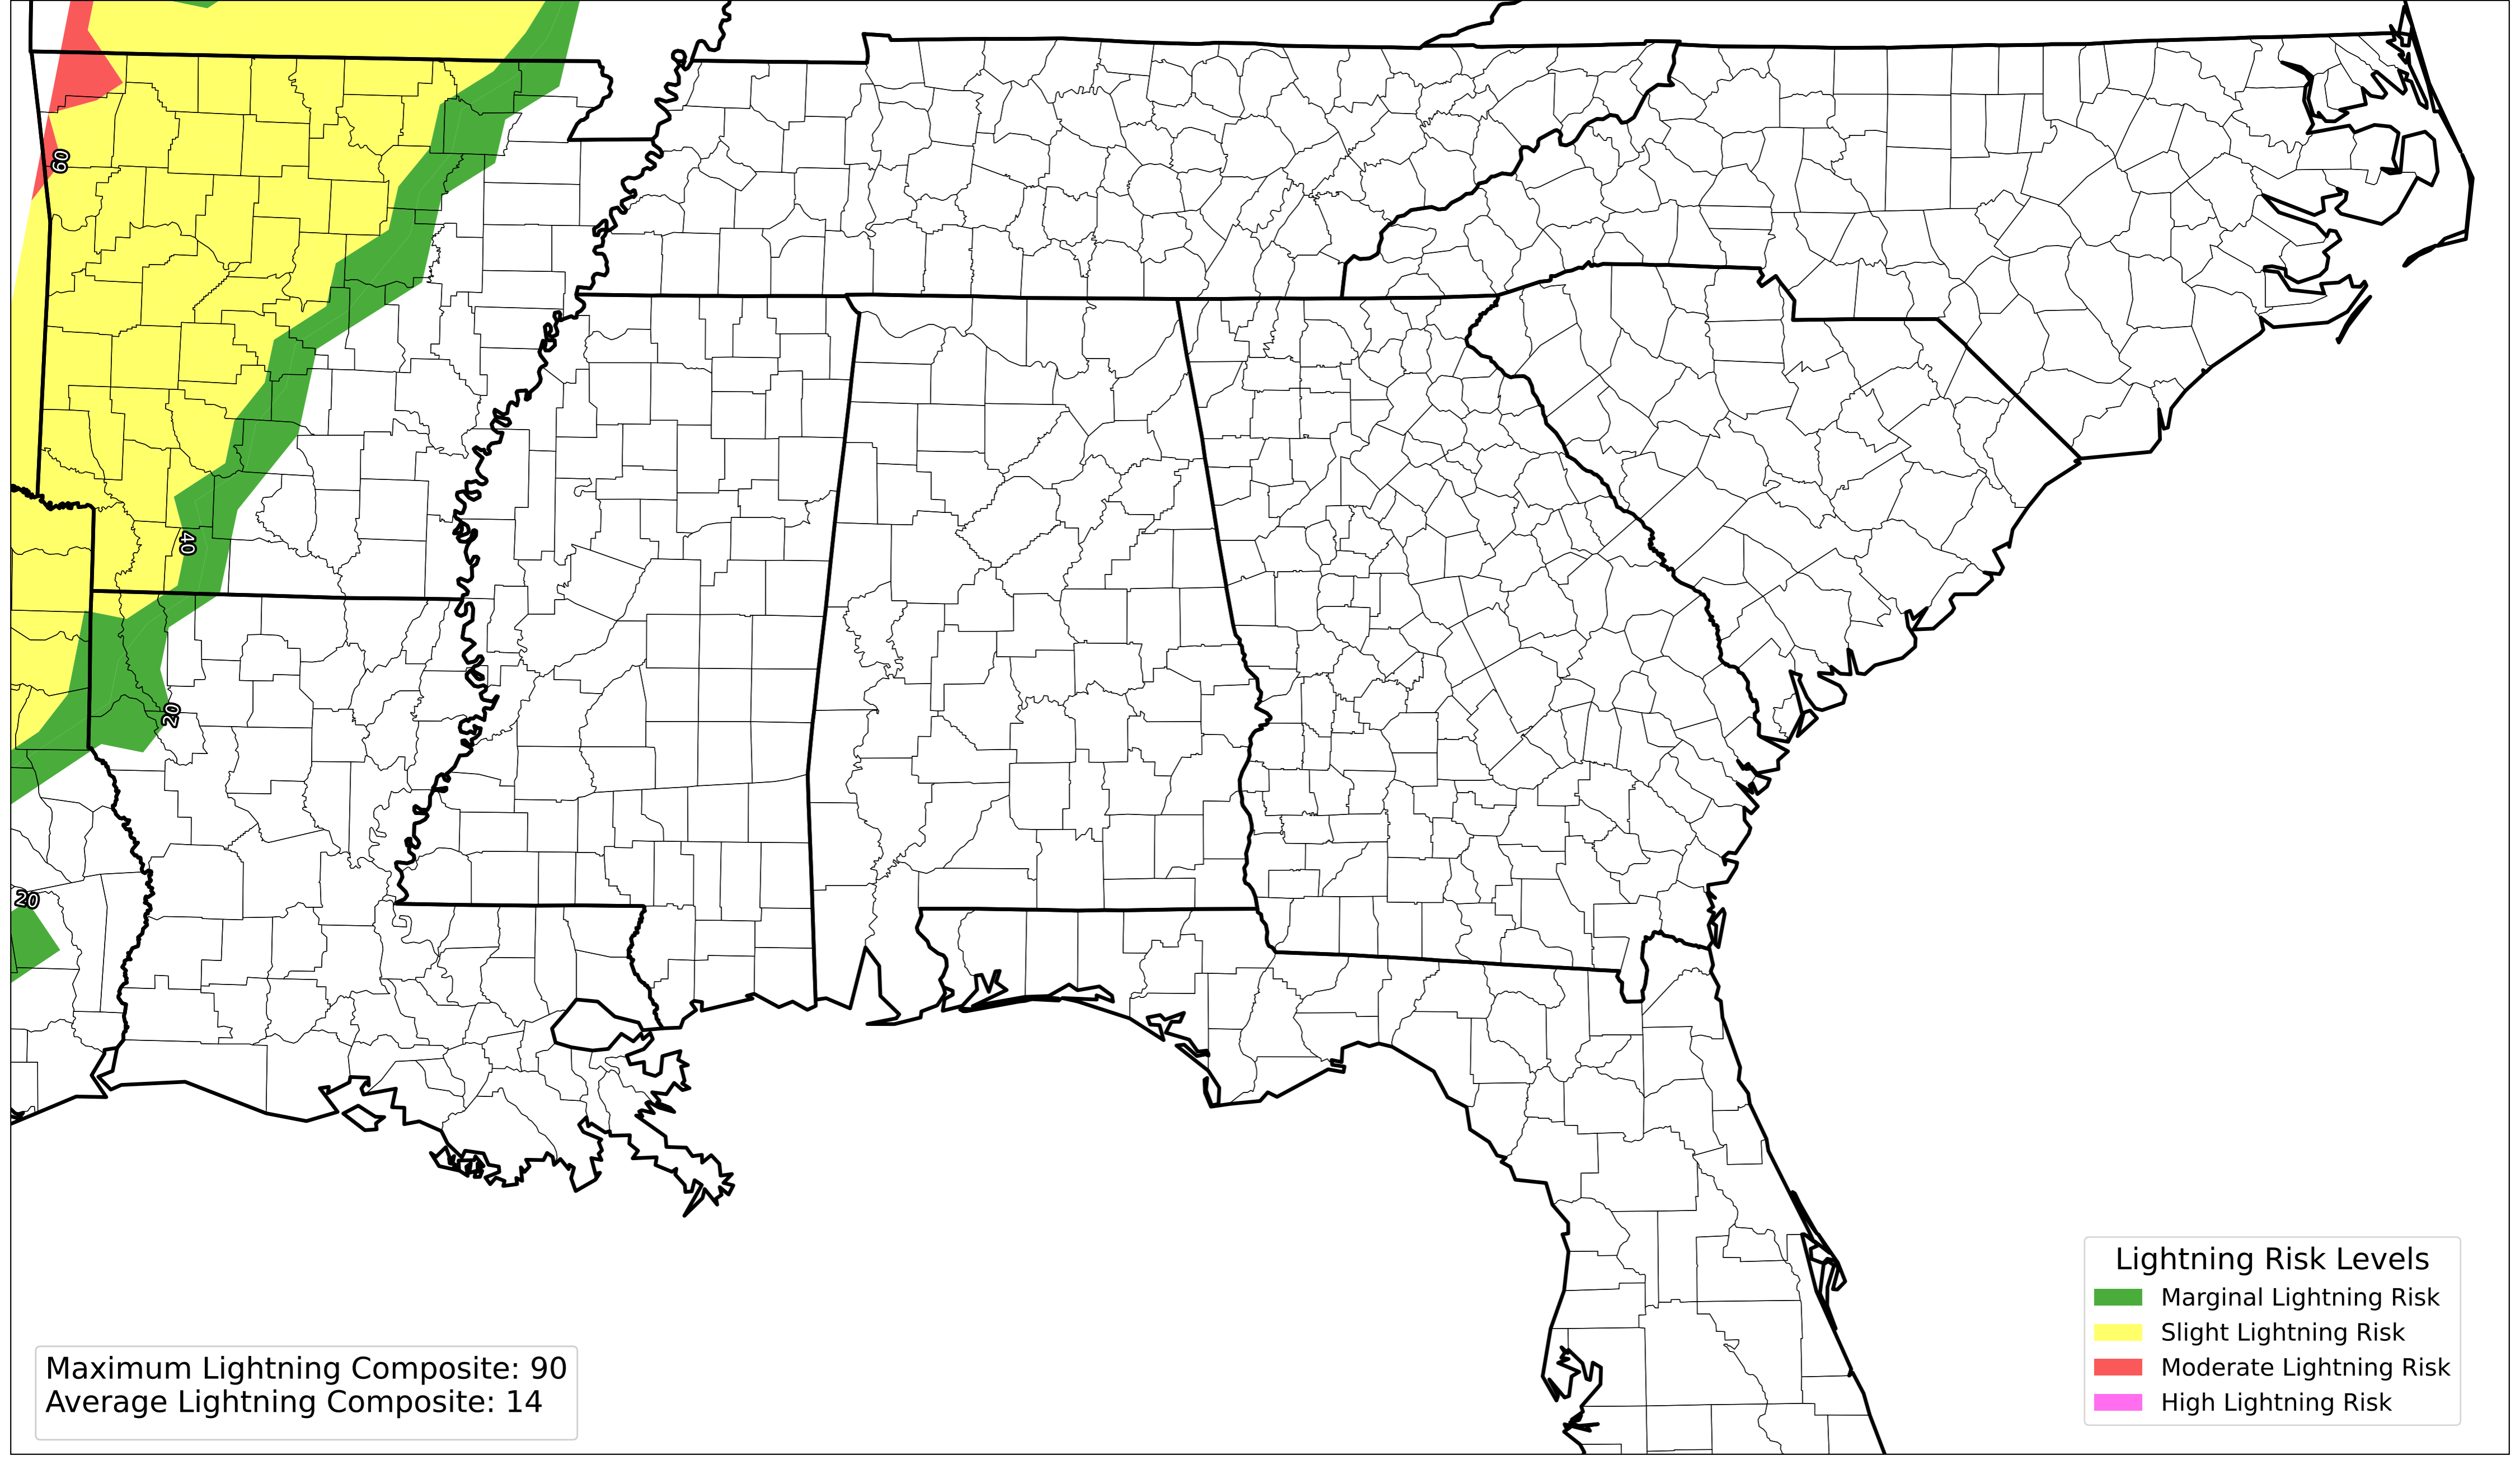 60
40
20
20
Lightning Risk Levels
Marginal Lightning Risk
Slight Lightning Risk
Moderate Lightning Risk
High Lightning Risk
Maximum Lightning Composite: 90
Average Lightning Composite: 14